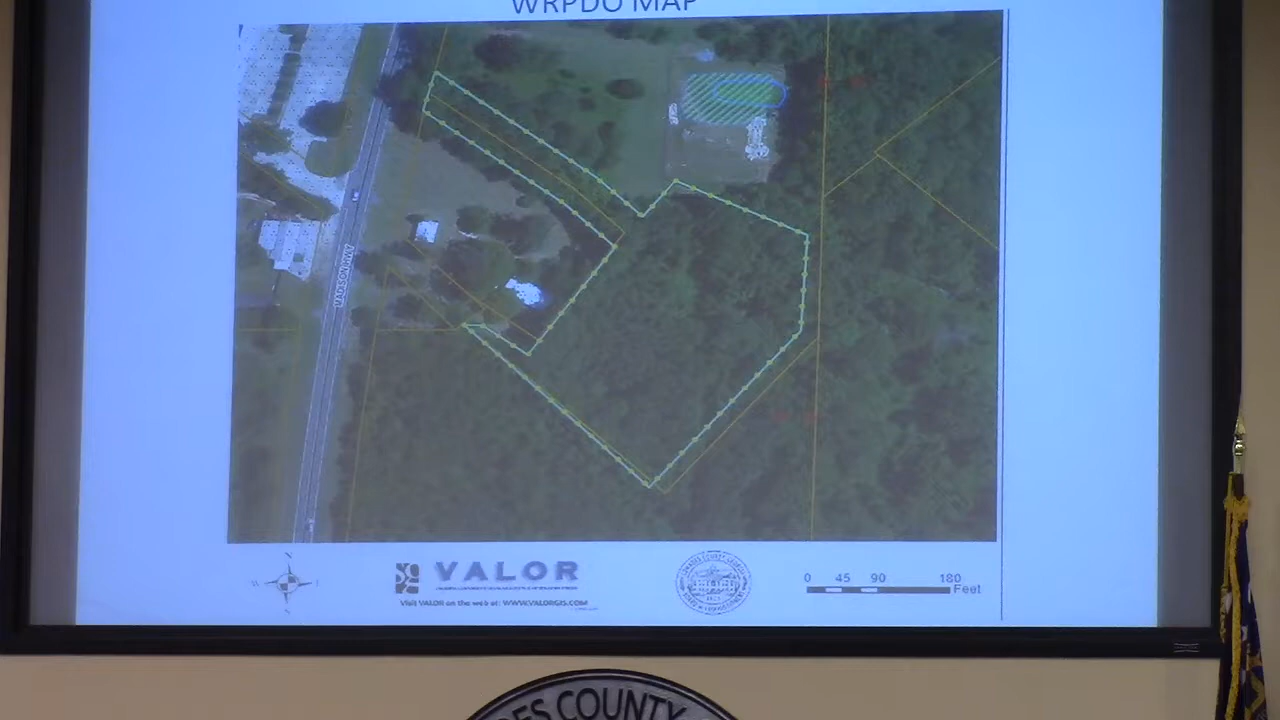 WRPDO MAP
MADISON HWY
VALOR
Visit VALOR on the web at: WWW.VALORGIS.COM
0 45 90 180
Feet
DES COUNTY